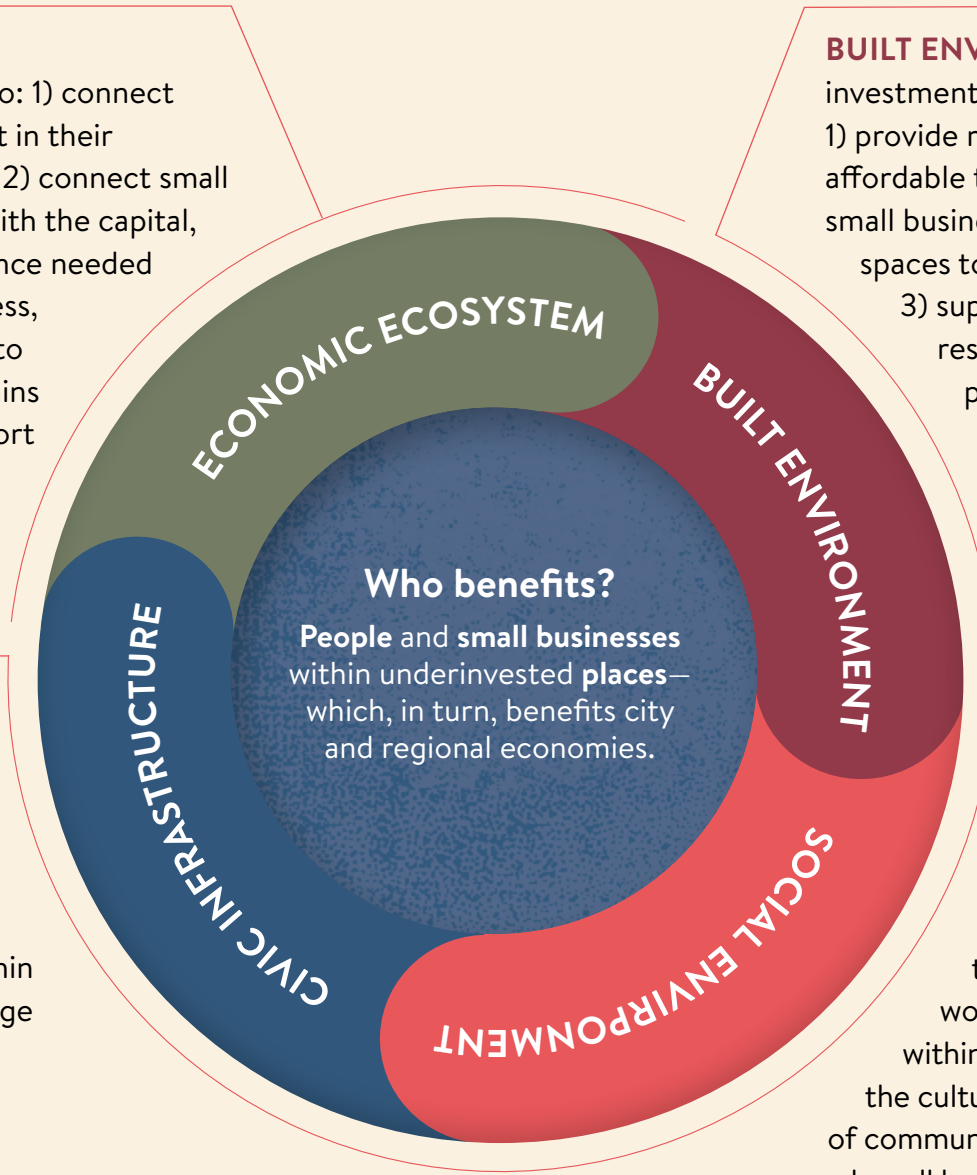 o: 1) connect
t in their
2) connect small
ith the capital,
nce needed
ess,
to
ins
ort
BUILT ENV
investment
1) provide r
affordable t
small busin
spaces to
3) sup
res
p
ECONOMIC ECOSYSTEM
BUILT ENVIRONMENT
SOCIAL ENVIRPONMENT
CIVIC INFRASTRUCTURE
Who benefits?
People and small businesses
within underinvested places—
which, in turn, benefits city
and regional economies.
hin
ge
t
wo
within
the cultu
of commun